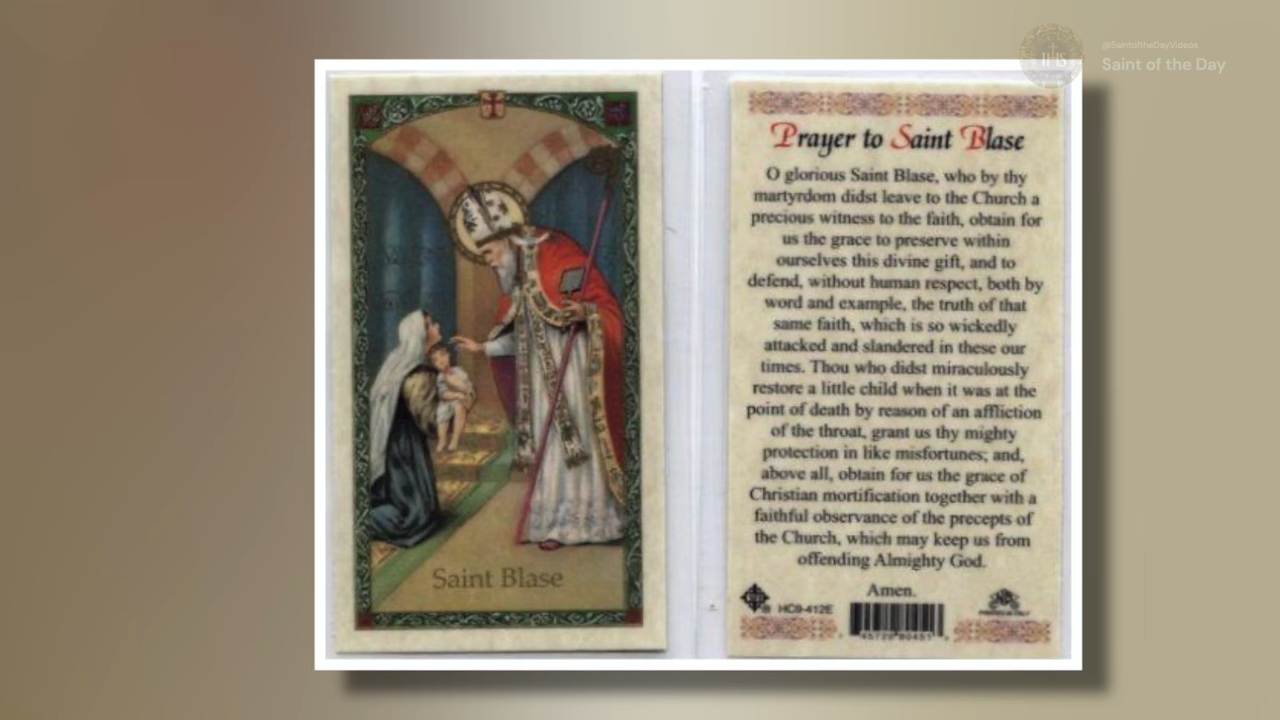 @SaintoftheDayVideos
Saint of the Day
Saint Blase
Prayer to Saint Blase
O glorious Saint Blase, who by thy
martyrdom didst leave to the Church a
precious witness to the faith, obtain for
us the grace to preserve within
ourselves this divine gift, and to
defend, without human respect, both by
word and example, the truth of that
same faith, which is so wickedly
attacked and slandered in these our
times. Thou who didst miraculously
restore a little child when it was at the
point of death by reason of an affliction
of the throat, grant us thy mighty
protection in like misfortunes; and,
above all, obtain for us the grace of
Christian mortification together with a
faithful observance of the precepts of
the Church, which may keep us from
offending Almighty God.
Amen.
HC9-412E
PRINTED IN ITALY